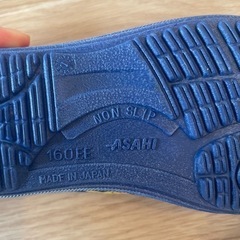 NON SLIP
160EE ASAHI
MADE IN JAPAN